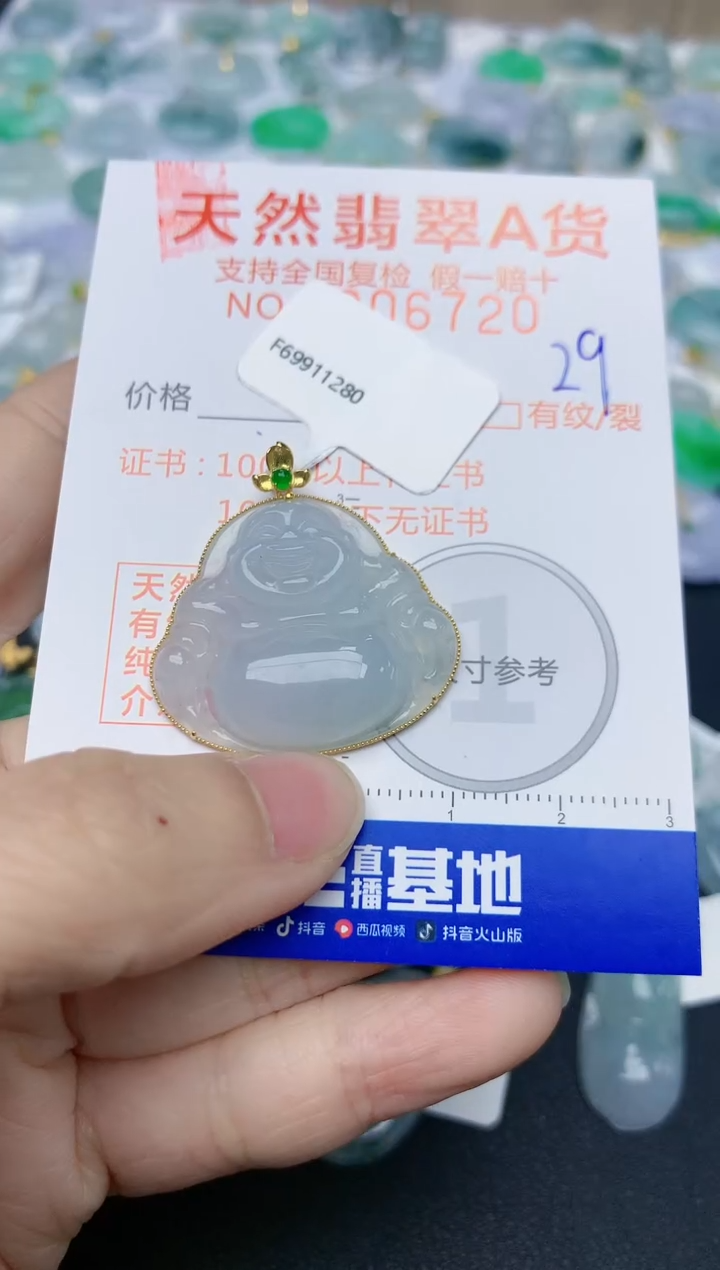 天然翡翠A货
支持全国复检 假一赔十
NO 006720
F69911280
29
价格
有纹/裂
证书：100 以上 证书
10 下无证书
天然
有
纯
介
1
寸参考
1 2 3
直播基地
抖音 西瓜视频 抖音火山版